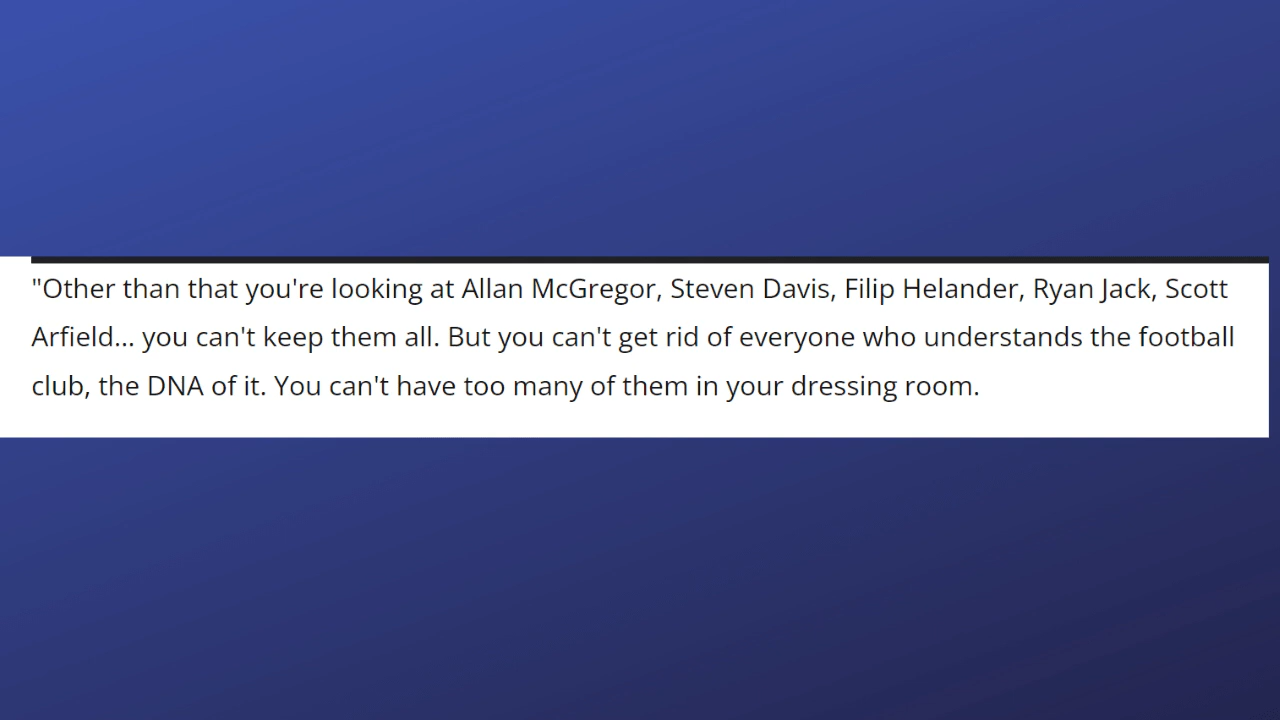 "Other than that you're looking at Allan McGregor, Steven Davis, Filip Helander, Ryan Jack, Scott
Arfield... you can't keep them all. But you can't get rid of everyone who understands the football
club, the DNA of it. You can't have too many of them in your dressing room.